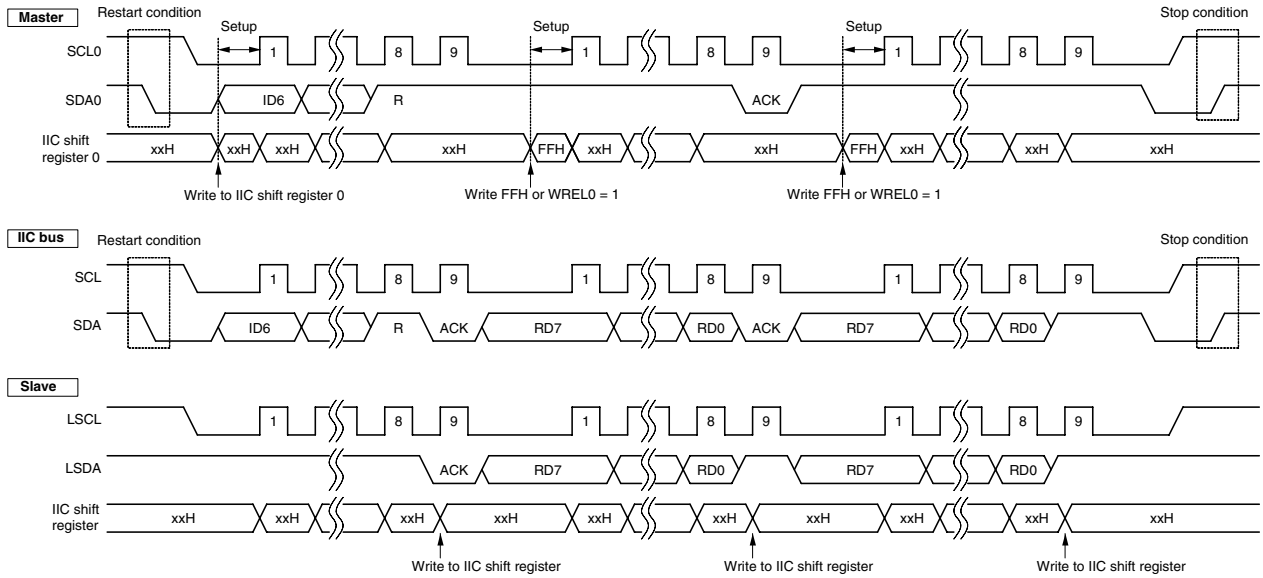 Master Restart condition Stop condition
Setup Setup Setup
SCL0 1 8 9 1 8 9 1 8 9
SDA0 ID6 R ACK
IIC shift register 0 xxH xxH xxH xxH FFH xxH xxH FFH xxH xxH xxH
Write to IIC shift register 0 Write FFH or WREL0 = 1 Write FFH or WREL0 = 1
IIC bus Restart condition Stop condition
SCL 1 8 9 1 8 9 1 8 9
SDA ID6 R ACK RD7 RD0 ACK RD7 RD0
Slave
LSCL 1 8 9 1 8 9 1 8 9
LSDA ACK RD7 RD0 RD7 RD0
IIC shift register xxH xxH xxH xxH xxH xxH xxH xxH xxH xxH
Write to IIC shift register Write to IIC shift register Write to IIC shift register